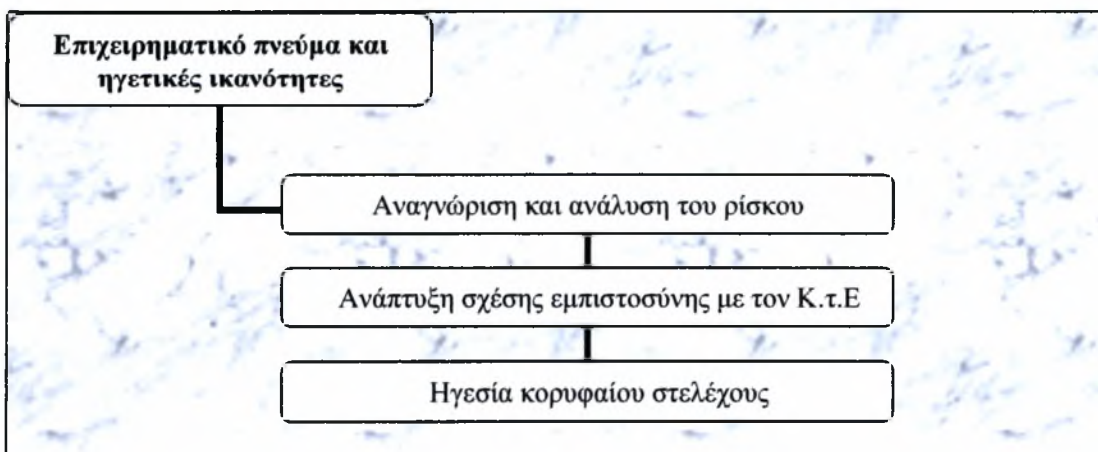 Επιχειρηματικό πνεύμα και
ηγετικές ικανότητες
Αναγνώριση και ανάλυση του ρίσκου
Ανάπτυξη σχέσης εμπιστοσύνης με τον Κ.τ.Ε
Ηγεσία κορυφαίου στελέχους